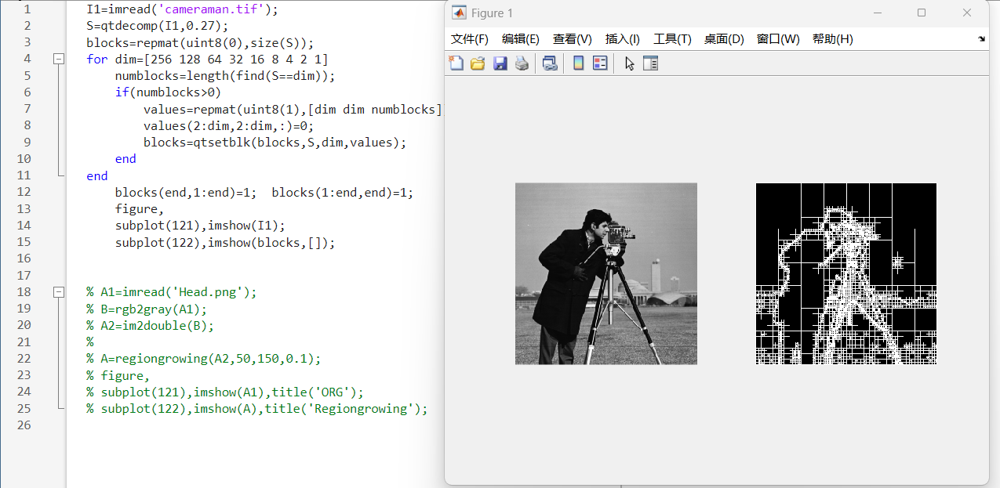 1 I1=imread('cameraman.tif');
2 S=qtdecomp(I1,0.27);
3 blocks=repmat(uint8(0),size(S));
4 for dim=[256 128 64 32 16 8 4 2 1]
5 numblocks=length(find(S==dim));
6 if(numblocks>0)
7 values=repmat(uint8(1),[dim dim numblocks]
8 values(2:dim,2:dim,:)=0;
9 blocks=qtsetblk(blocks,S,dim,values);
10 end
11 end
12 blocks(end,1:end)=1;  blocks(1:end,end)=1;
13 figure,
14 subplot(121),imshow(I1);
15 subplot(122),imshow(blocks,[]);
16
17
18 % A1=imread('Head.png');
19 % B=rgb2gray(A1);
20 % A2=im2double(B);
21 %
22 % A=regiongrowing(A2,50,150,0.1);
23 % figure,
24 % subplot(121),imshow(A1),title('ORG');
25 % subplot(122),imshow(A),title('Regiongrowing');
26
Figure 1
文件(F) 编辑(E) 查看(V) 插入(I) 工具(T) 桌面(D) 窗口(W) 帮助(H)